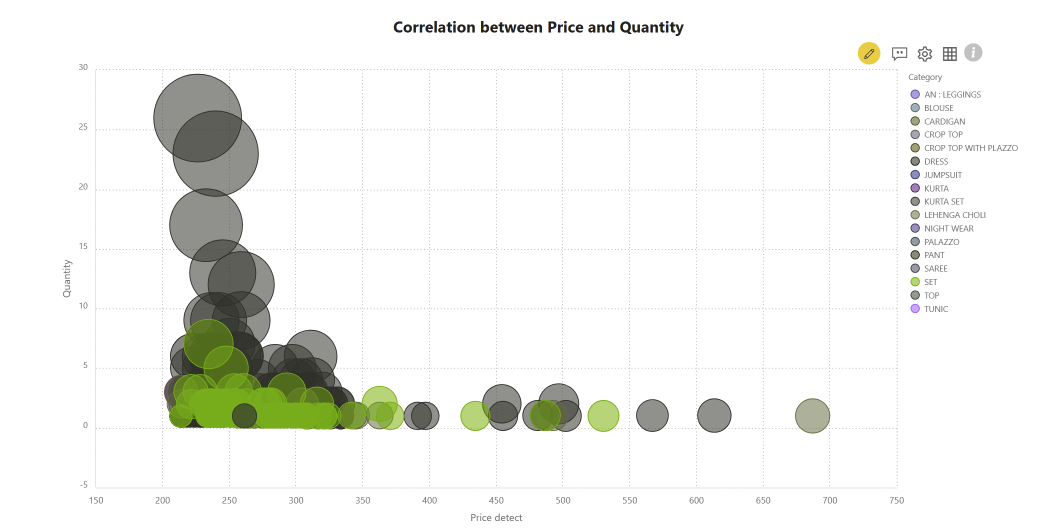 Correlation between Price and Quantity
Category
AN : LEGGINGS
BLOUSE
CARDIGAN
CROP TOP
CROP TOP WITH PLAZZO
DRESS
JUMPSUIT
KURTA
KURTA SET
LEHENGA CHOLI
NIGHT WEAR
PALAZZO
PANT
SAREE
SET
TOP
TUNIC
30
25
20
15
10
5
0
-5
Quantity
150 200 250 300 350 400 450 500 550 600 650 700 750
Price detect